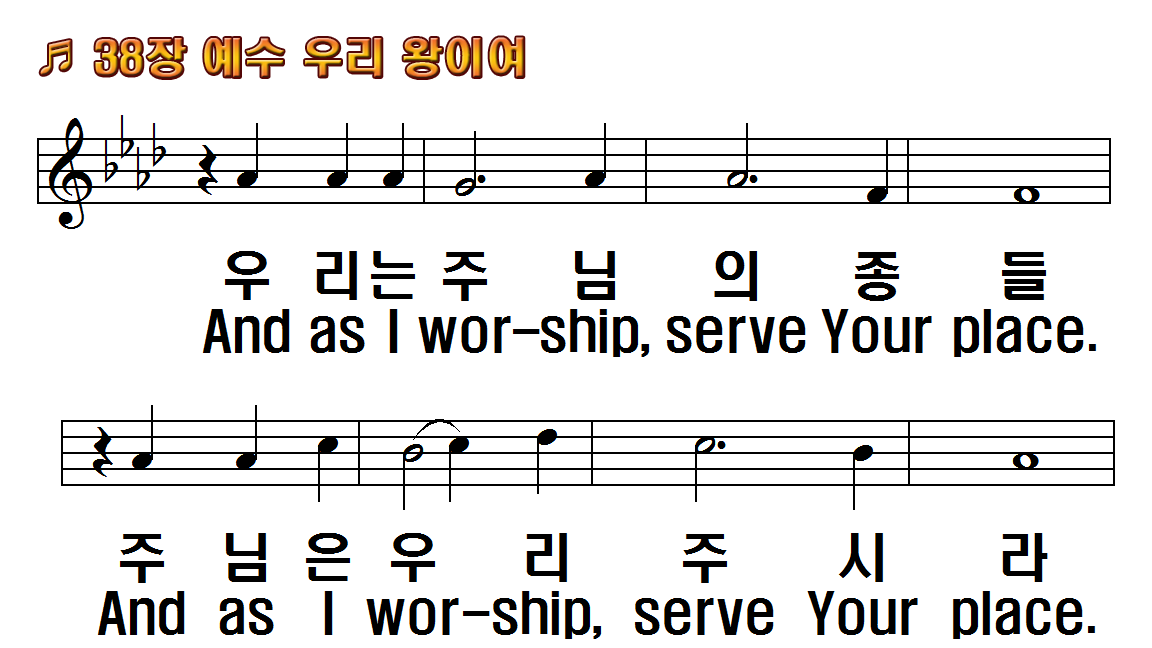 ♬ 38장 예수 우리 왕이여
우 리는 주 님 의 종 들
And as I wor-ship, serve Your place.
주 님 은 우 리 주 시 라
And as I wor-ship, serve Your place.